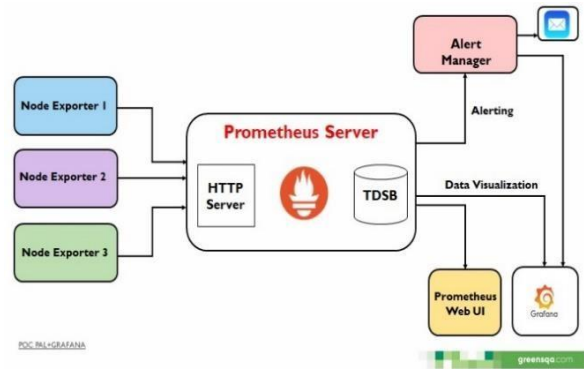 Node Exporter 1
Node Exporter 2
Node Exporter 3
Prometheus Server
HTTP
Server
TDSB
Alert
Manager
Alerting
Data Visualization
Prometheus
Web UI
Grafana
POC PAL+GRAFANA
greensqa.com